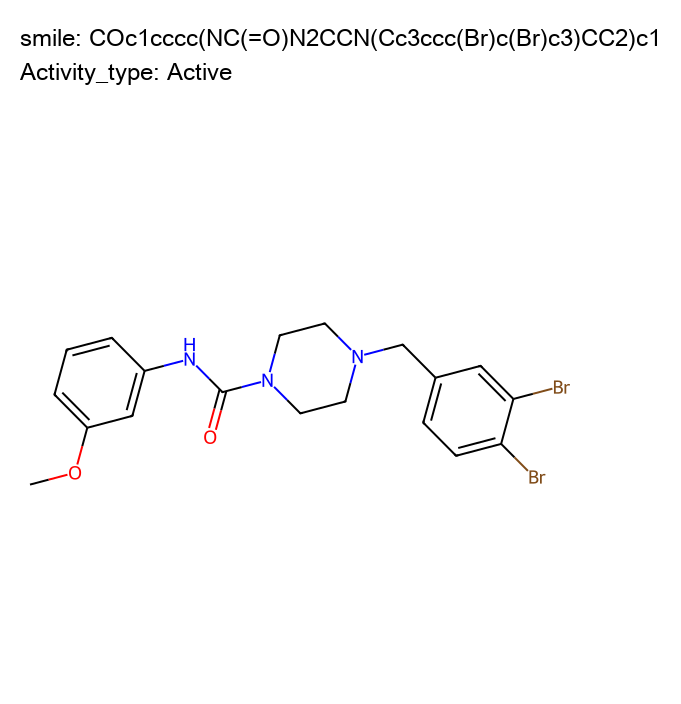 smile: COc1cccc(NC(=O)N2CCN(Cc3ccc(Br)c(Br)c3)CC2)c1
Activity_type: Active
H
N
O
O
N
N
Br
Br